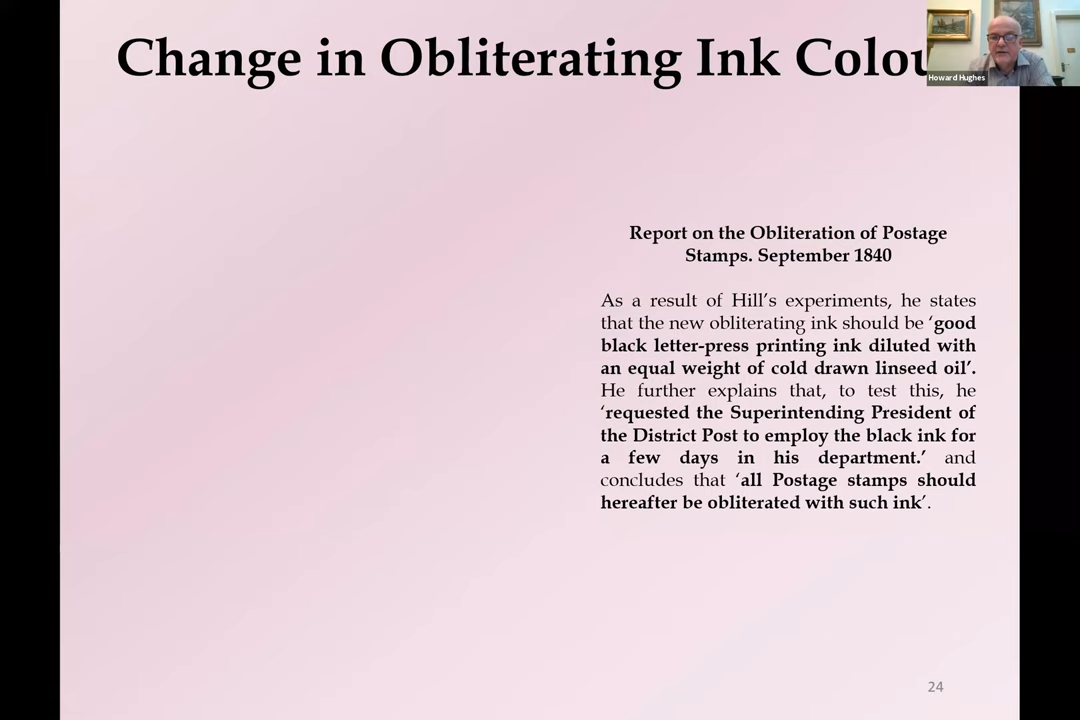 Change in Obliterating Ink Colou
Howard Hughes
Report on the Obliteration of Postage
Stamps. September 1840
As a result of Hill’s experiments, he states
that the new obliterating ink should be ‘good
black letter-press printing ink diluted with
an equal weight of cold drawn linseed oil’.
He further explains that, to test this, he
‘requested the Superintending President of
the District Post to employ the black ink for
a few days in his department.’ and
concludes that ‘all Postage stamps should
hereafter be obliterated with such ink’.
24